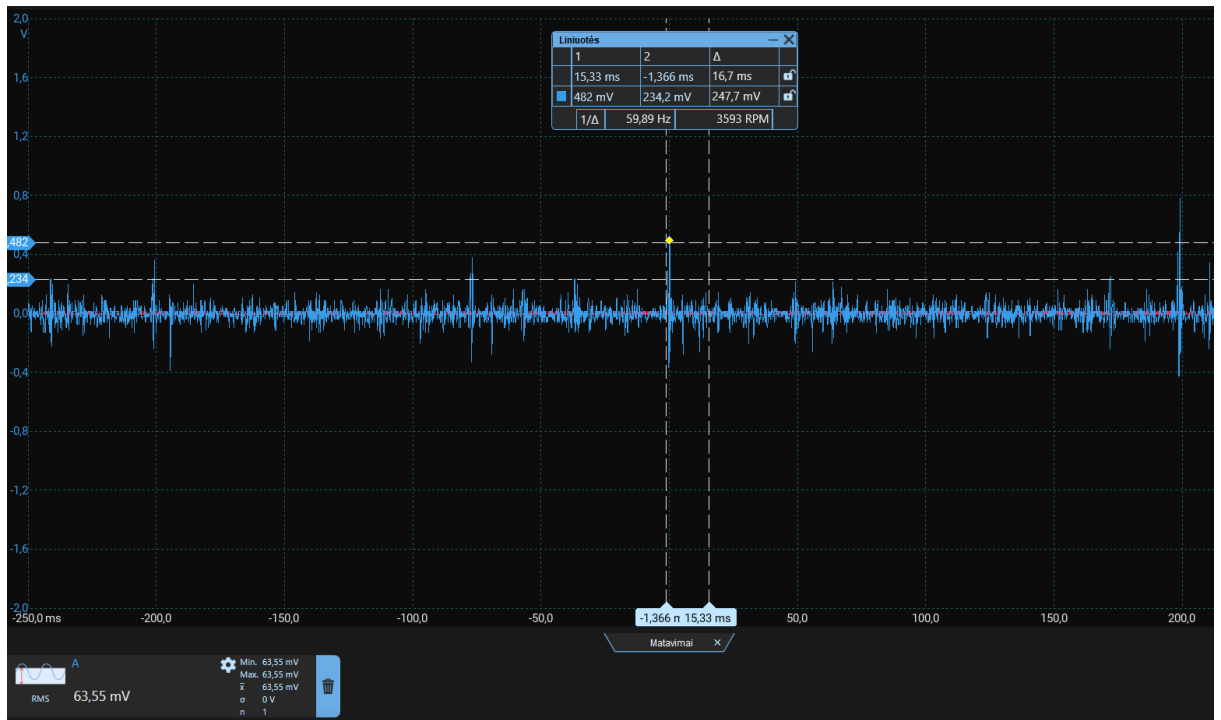 2,0
V
1,6
1,2
0,8
,482
0,4
,234
0,0
-0,4
-0,8
-1,2
-1,6
-2,0
Liniuotės
1 2 Δ
15,33 ms -1,366 ms 16,7 ms
482 mV 234,2 mV 247,7 mV
1/Δ 59,89 Hz 3593 RPM
-250,0 ms -200,0 -150,0 -100,0 -50,0 -1,366 m 15,33 ms 50,0 100,0 150,0 200,0
Matavimai ×
A
RMS 63,55 mV
Min. 63,55 mV
Max. 63,55 mV
x̄ 63,55 mV
σ 0 V
n 1